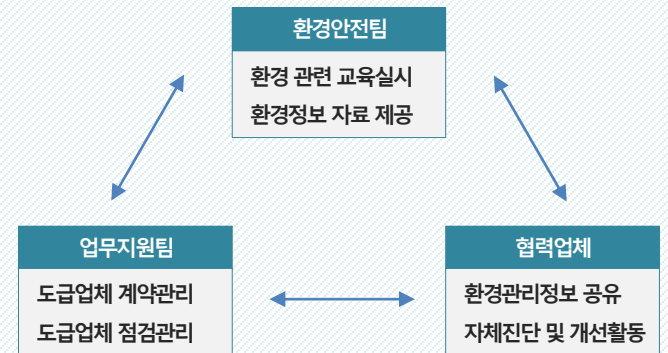 환경안전팀
환경 관련 교육실시
환경정보 자료 제공
업무지원팀
도급업체 계약관리
도급업체 점검관리
협력업체
환경관리정보 공유
자체진단 및 개선활동